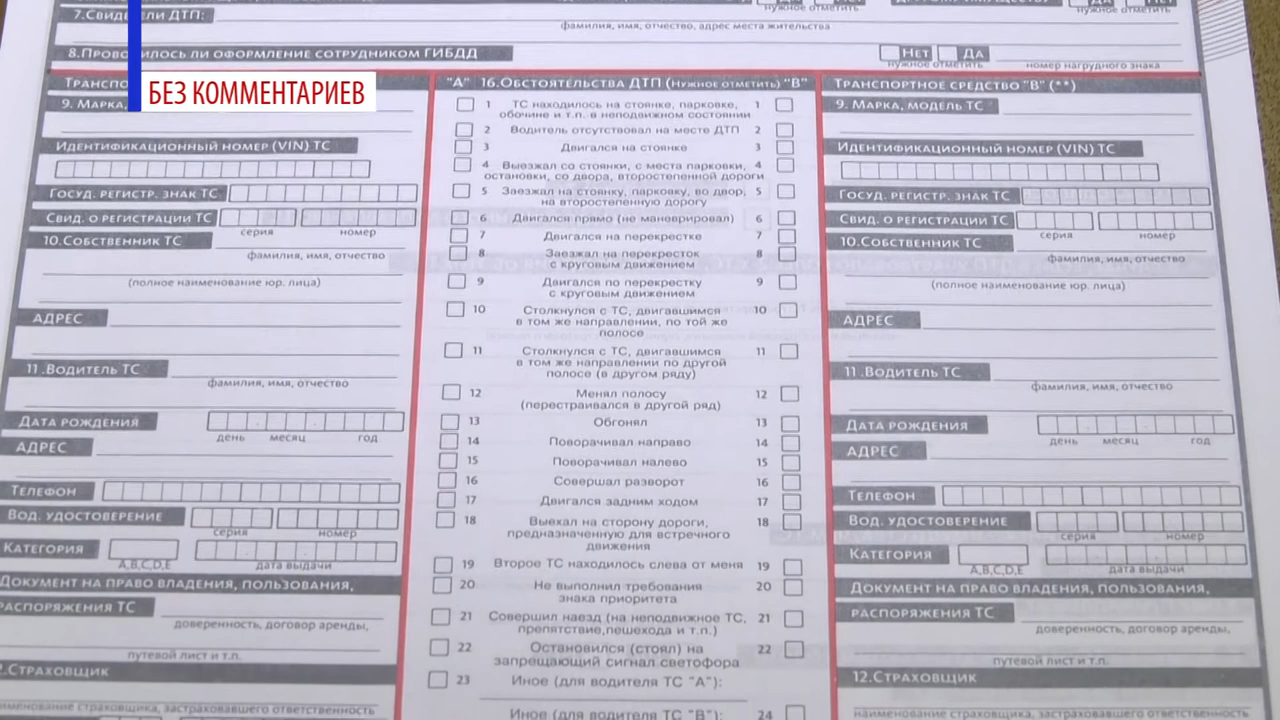 7.Свидетели ДТП:
нужное отметить
нужное отметить
фамилия, имя, отчество, адрес места жительства
8.Проводилось ли оформление сотрудником ГИБДД
Нет Да
нужное отметить
номер нагрудного знака
БЕЗ КОММЕНТАРИЕВ
9. Марка,
Идентификационный номер (VIN) ТС
Госуд. регистр. знак ТС
Свид. о регистрации ТС
серия номер
10.Собственник ТС
фамилия, имя, отчество
(полное наименование юр. лица)
Адрес
11.Водитель ТС
фамилия, имя, отчество
Дата рождения
день месяц год
Адрес
Телефон
Вод. удостоверение
серия номер
Категория
A,B,C,D,E дата выдачи
Документ на право владения, пользования,
распоряжения ТС
доверенность, договор аренды,
путевой лист и т.п.
.Страховщик
наименование страховщика, застраховавшего ответственность
"А" 16.Обстоятельства ДТП (нужное отметить) "В"
1 ТС находилось на стоянке, парковке, 1
обочине и т.п. в неподвижном состоянии
2 Водитель отсутствовал на месте ДТП 2
3 Двигался на стоянке 3
4 Выезжал со стоянки, с места парковки, 4
остановки, со двора, второстепенной дороги
5 Заезжал на стоянку, парковку, во двор, 5
на второстепенную дорогу
6 Двигался прямо (не маневрировал) 6
7 Двигался на перекрестке 7
8 Заезжал на перекресток 8
с круговым движением
9 Двигался по перекрестку 9
с круговым движением
10 Столкнулся с ТС, двигавшимся 10
в том же направлении, по той же
полосе
11 Столкнулся с ТС, двигавшимся 11
в том же направлении по другой
полосе (в другом ряду)
12 Менял полосу 12
(перестраивался в другой ряд)
13 Обгонял 13
14 Поворачивал направо 14
15 Поворачивал налево 15
16 Совершал разворот 16
17 Двигался задним ходом 17
18 Выехал на сторону дороги, 18
предназначенную для встречного
движения
19 Второе ТС находилось слева от меня 19
20 Не выполнил требования 20
знака приоритета
21 Совершил наезд (на неподвижное ТС, 21
препятствие,пешехода и т.п.)
22 Остановился (стоял) на 22
запрещающий сигнал светофора
23 Иное (для водителя ТС "А"):
Иное (для водителя ТС "В"): 24
Транспортное средство "В" (**)
9. Марка, модель ТС
Идентификационный номер (VIN) ТС
Госуд. регистр. знак ТС
Свид. о регистрации ТС
серия номер
10.Собственник ТС
фамилия, имя, отчество
(полное наименование юр. лица)
Адрес
11.Водитель ТС
фамилия, имя, отчество
Дата рождения
день месяц год
Адрес
Телефон
Вод. удостоверение
серия номер
Категория
A,B,C,D,E дата выдачи
Документ на право владения, пользования,
распоряжения ТС
доверенность, договор аренды,
путевой лист и т.п.
12.Страховщик
наименование страховщика, застраховавшего ответственность